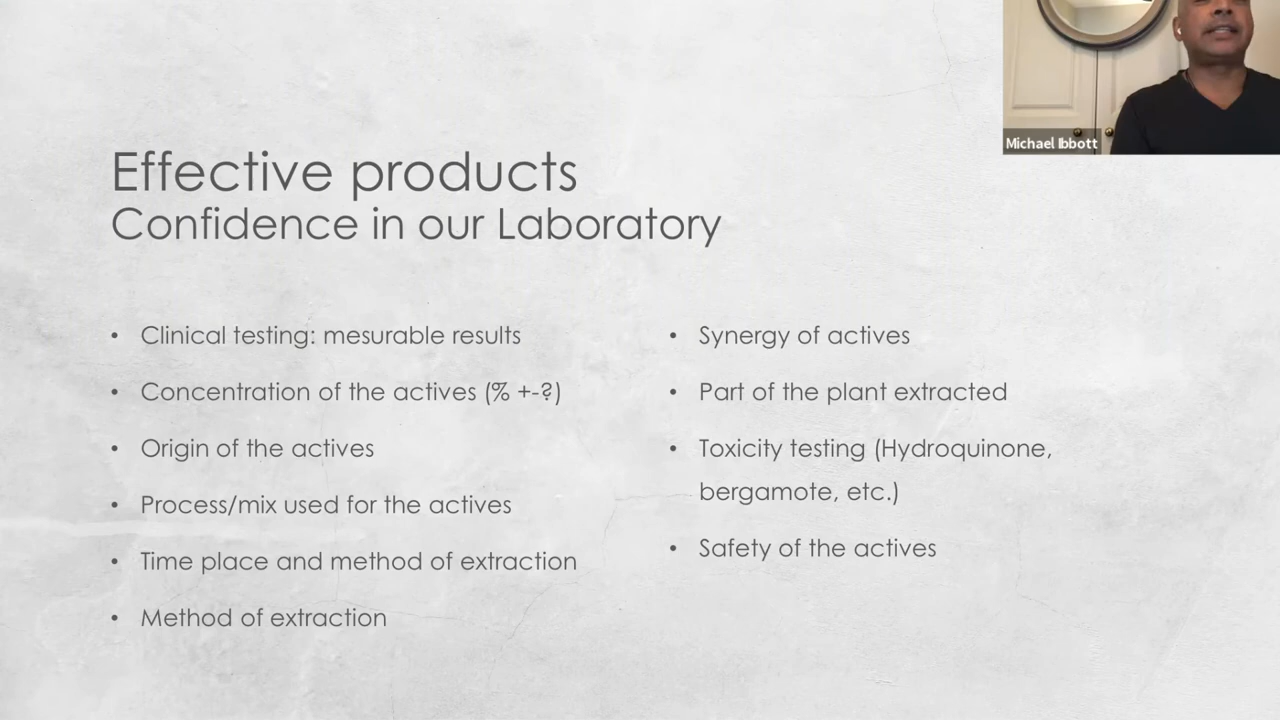 Michael Ibbott
Effective products
Confidence in our Laboratory
• Clinical testing: mesurable results
• Concentration of the actives (% +-?)
• Origin of the actives
• Process/mix used for the actives
• Time place and method of extraction
• Method of extraction
• Synergy of actives
• Part of the plant extracted
• Toxicity testing (Hydroquinone,
bergamote, etc.)
• Safety of the actives